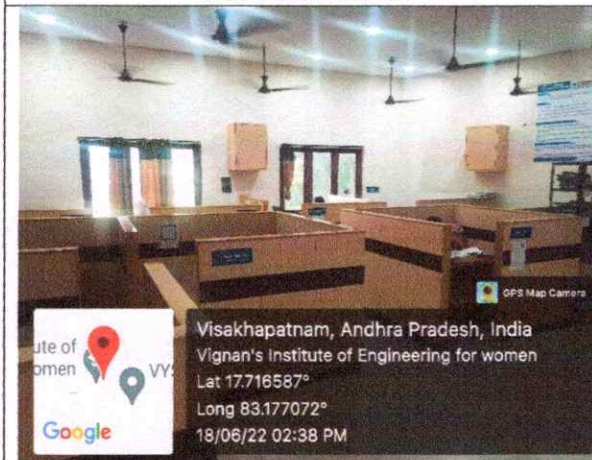 GPS Map Camera
Visakhapatnam, Andhra Pradesh, India
Vignan's Institute of Engineering for women
Lat 17.716587°
Long 83.177072°
18/06/22 02:38 PM
ute of
omen
VYS
Google